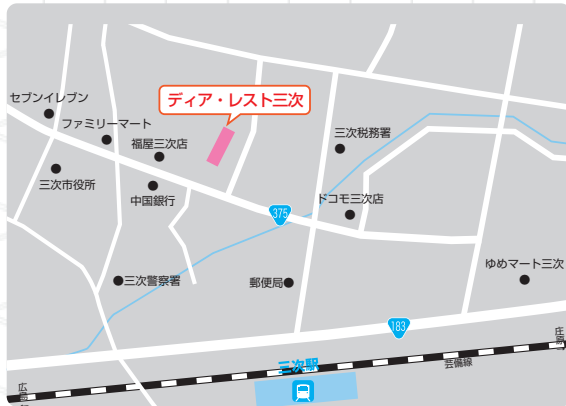 セブンイレブン
ディア・レスト三次
ファミリーマート
福屋三次店
三次税務署
三次市役所
中国銀行
ドコモ三次店
375
三次警察署
郵便局
ゆめマート三次
183
三次駅
芸備線